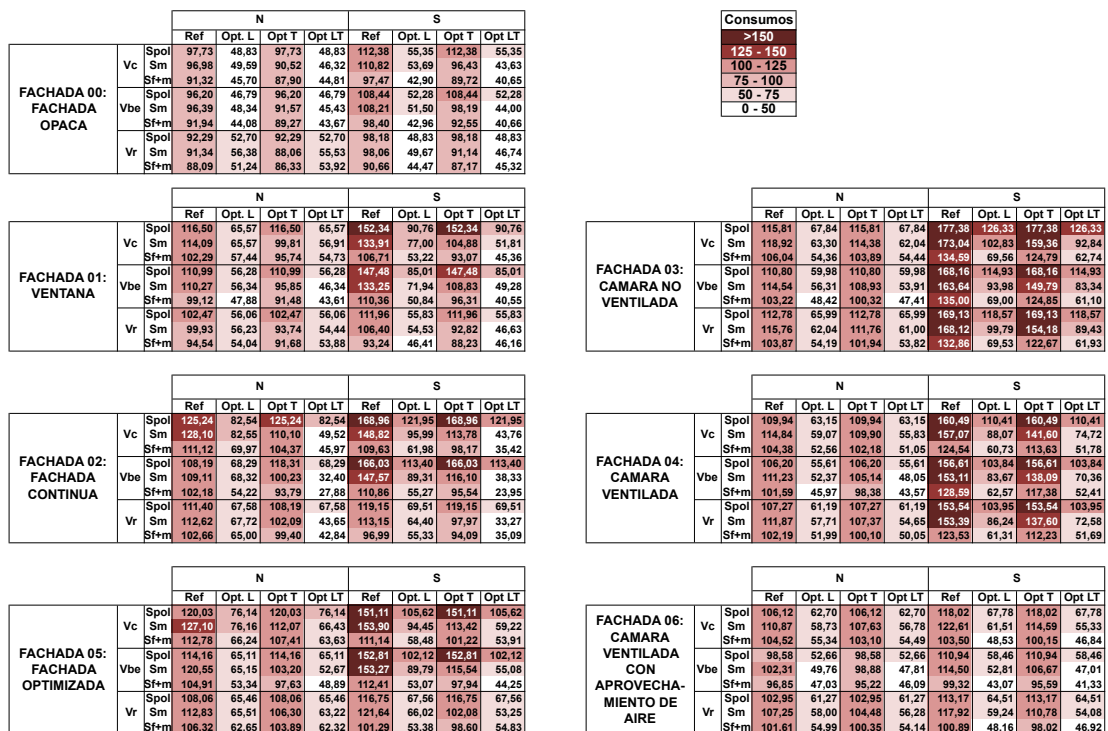 N S
Ref Opt. L Opt T Opt LT Ref Opt. L Opt T Opt LT
FACHADA 00: FACHADA OPACA
Vc Spol 97,73 48,83 97,73 48,83 112,38 55,35 112,38 55,35
Sm 96,98 49,59 90,52 46,32 110,82 53,69 96,43 43,63
Sf+m 91,32 45,70 87,90 44,81 97,47 42,90 89,72 40,65
Vbe Spol 96,20 46,79 96,20 46,79 108,44 52,28 108,44 52,28
Sm 96,39 48,34 91,57 45,43 108,21 51,50 98,19 44,00
Sf+m 91,94 44,08 89,27 43,67 98,40 42,96 92,55 40,66
Vr Spol 92,29 52,70 92,29 52,70 98,18 48,83 98,18 48,83
Sm 91,34 56,38 88,06 55,53 98,06 49,67 91,14 46,74
Sf+m 88,09 51,24 86,33 53,92 90,66 44,47 87,17 45,32
Consumos
>150
125 - 150
100 - 125
75 - 100
50 - 75
0 - 50
N S
Ref Opt. L Opt T Opt LT Ref Opt. L Opt T Opt LT
FACHADA 01: VENTANA
Vc Spol 116,50 65,57 116,50 65,57 152,34 90,76 152,34 90,76
Sm 114,09 65,57 99,81 56,91 133,91 77,00 104,88 51,81
Sf+m 102,29 57,44 95,74 54,73 106,71 53,22 93,07 45,36
Vbe Spol 110,99 56,28 110,99 56,28 147,48 85,01 147,48 85,01
Sm 110,27 56,34 95,85 46,34 133,25 71,94 108,83 49,28
Sf+m 99,12 47,88 91,48 43,61 110,36 50,84 96,31 40,55
Vr Spol 102,47 56,06 102,47 56,06 111,96 55,83 111,96 55,83
Sm 99,93 56,23 93,74 54,44 106,40 54,53 92,82 46,63
Sf+m 94,54 54,04 91,68 53,88 93,24 46,41 88,23 46,16
N S
Ref Opt. L Opt T Opt LT Ref Opt. L Opt T Opt LT
FACHADA 03: CAMARA NO VENTILADA
Vc Spol 115,81 67,84 115,81 67,84 177,38 126,33 177,38 126,33
Sm 118,92 63,30 114,38 62,04 173,04 102,83 159,36 92,84
Sf+m 106,04 54,36 103,89 54,44 134,59 69,56 124,79 62,74
Vbe Spol 110,80 59,98 110,80 59,98 168,16 114,93 168,16 114,93
Sm 114,54 56,31 108,93 53,91 163,64 93,98 149,79 83,34
Sf+m 103,22 48,42 100,32 47,41 135,00 69,00 124,85 61,10
Vr Spol 112,78 65,99 112,78 65,99 169,13 118,57 169,13 118,57
Sm 115,76 62,04 111,76 61,00 168,12 99,79 154,18 89,43
Sf+m 103,87 54,19 101,94 53,82 132,86 69,53 122,67 61,93
N S
Ref Opt. L Opt T Opt LT Ref Opt. L Opt T Opt LT
FACHADA 02: FACHADA CONTINUA
Vc Spol 125,24 82,54 125,24 82,54 168,96 121,95 168,96 121,95
Sm 128,10 82,55 110,10 49,52 148,82 95,99 113,78 43,76
Sf+m 111,12 69,97 104,37 45,97 109,63 61,98 98,17 35,42
Vbe Spol 108,19 68,29 118,31 68,29 166,03 113,40 166,03 113,40
Sm 109,11 68,32 100,23 32,40 147,57 89,31 116,10 38,33
Sf+m 102,18 54,22 93,79 27,88 110,86 55,27 95,54 23,95
Vr Spol 111,40 67,58 108,19 67,58 119,15 69,51 119,15 69,51
Sm 112,62 67,72 102,09 43,65 113,15 64,40 97,97 33,27
Sf+m 102,66 65,00 99,40 42,84 96,99 55,33 94,09 35,09
N S
Ref Opt. L Opt T Opt LT Ref Opt. L Opt T Opt LT
FACHADA 04: CAMARA VENTILADA
Vc Spol 109,94 63,15 109,94 63,15 160,49 110,41 160,49 110,41
Sm 114,84 59,07 109,90 55,83 157,07 88,07 141,60 74,72
Sf+m 104,38 52,56 102,18 51,05 124,54 60,73 113,63 51,78
Vbe Spol 106,20 55,61 106,20 55,61 156,61 103,84 156,61 103,84
Sm 111,23 52,37 105,14 48,05 153,11 83,67 138,09 70,36
Sf+m 101,59 45,97 98,38 43,57 128,59 62,57 117,38 52,41
Vr Spol 107,27 61,19 107,27 61,19 153,54 103,95 153,54 103,95
Sm 111,87 57,71 107,37 54,65 153,39 86,24 137,60 72,58
Sf+m 102,19 51,99 100,10 50,05 123,53 61,31 112,23 51,69
N S
Ref Opt. L Opt T Opt LT Ref Opt. L Opt T Opt LT
FACHADA 05: FACHADA OPTIMIZADA
Vc Spol 120,03 76,14 120,03 76,14 151,11 105,62 151,11 105,62
Sm 127,10 76,16 112,07 66,43 153,90 94,45 113,42 59,22
Sf+m 112,78 66,24 107,41 63,63 111,14 58,48 101,22 53,91
Vbe Spol 114,16 65,11 114,16 65,11 152,81 102,12 152,81 102,12
Sm 120,55 65,15 103,20 52,67 153,27 89,79 115,54 55,08
Sf+m 104,91 53,34 97,63 48,89 112,41 53,07 97,94 44,25
Vr Spol 108,06 65,46 108,06 65,46 116,75 67,56 116,75 67,56
Sm 112,83 65,51 106,30 63,22 121,64 66,02 102,08 53,25
Sf+m 106,32 62,65 103,89 62,32 101,29 53,38 98,60 54,83
N S
Ref Opt. L Opt T Opt LT Ref Opt. L Opt T Opt LT
FACHADA 06: CAMARA VENTILADA CON APROVECHA- MIENTO DE AIRE
Vc Spol 106,12 62,70 106,12 62,70 118,02 67,78 118,02 67,78
Sm 110,87 58,73 107,63 56,78 122,61 61,51 114,59 55,33
Sf+m 104,52 55,34 103,10 54,49 103,50 48,53 100,15 46,84
Vbe Spol 98,58 52,66 98,58 52,66 110,94 58,46 110,94 58,46
Sm 102,31 49,76 98,88 47,81 114,50 52,81 106,67 47,01
Sf+m 96,85 47,03 95,22 46,09 99,32 43,07 95,59 41,33
Vr Spol 102,95 61,27 102,95 61,27 113,17 64,51 113,17 64,51
Sm 107,25 58,00 104,48 56,28 117,92 59,24 110,78 54,08
Sf+m 101,61 54,99 100,35 54,14 100,89 48,16 98,02 46,92